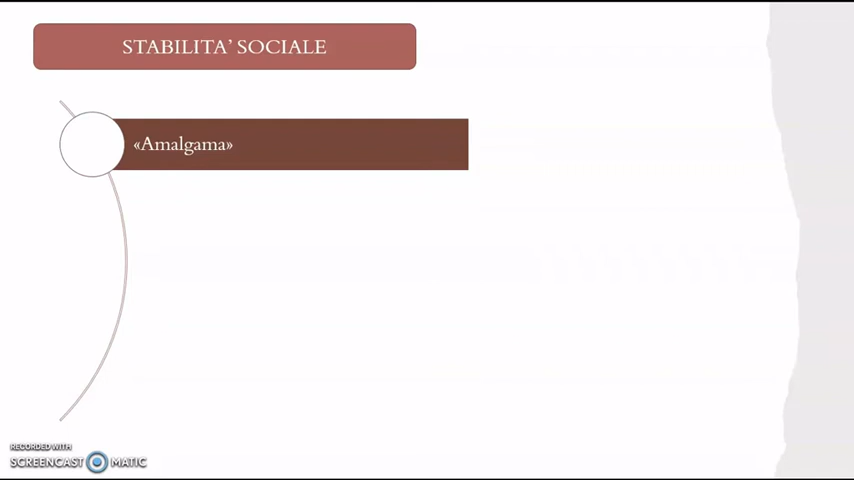 STABILITA’ SOCIALE
«Amalgama»
RECORDED WITH
SCREENCAST MATIC